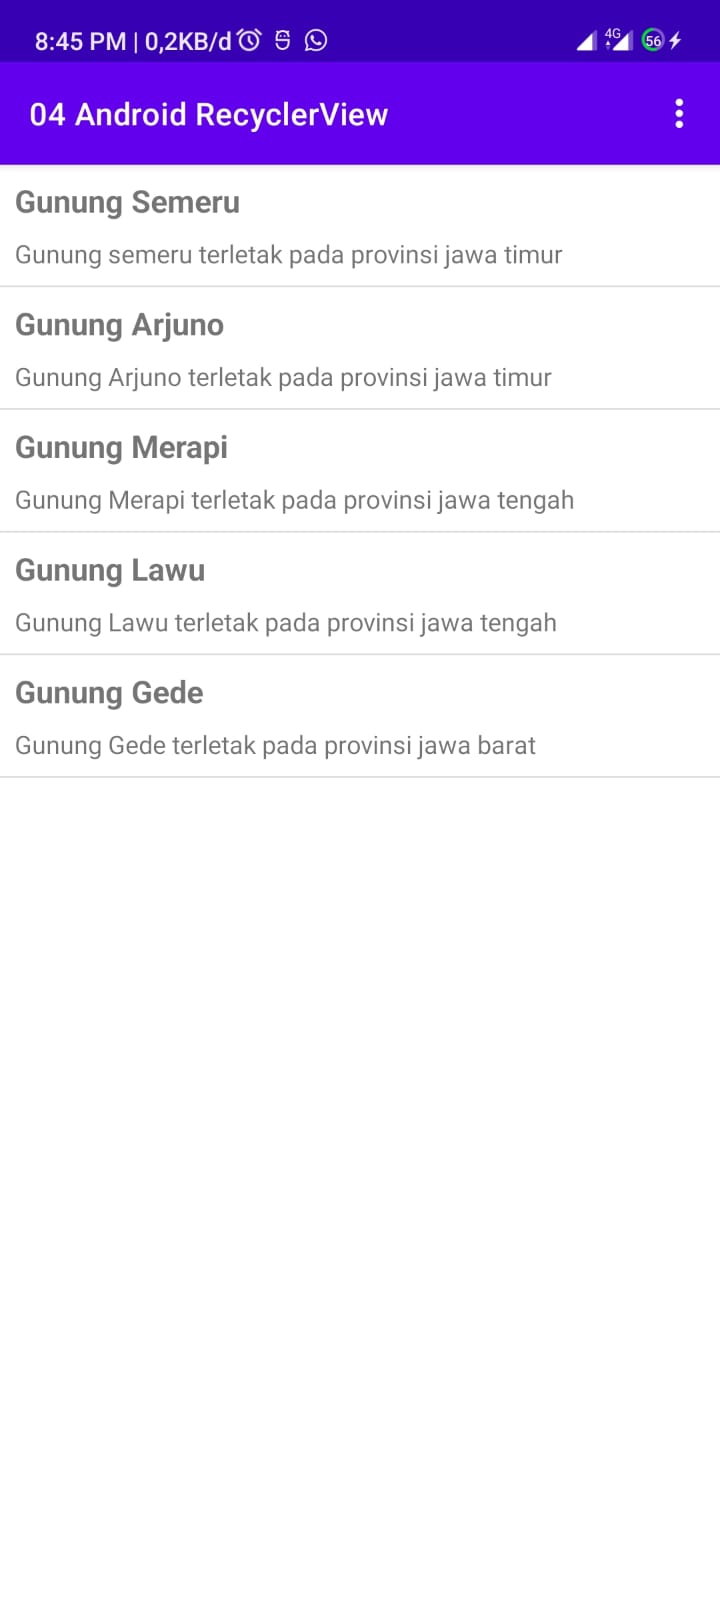 8:45 PM | 0,2KB/d 4G 56
04 Android RecyclerView
Gunung Semeru
Gunung semeru terletak pada provinsi jawa timur
Gunung Arjuno
Gunung Arjuno terletak pada provinsi jawa timur
Gunung Merapi
Gunung Merapi terletak pada provinsi jawa tengah
Gunung Lawu
Gunung Lawu terletak pada provinsi jawa tengah
Gunung Gede
Gunung Gede terletak pada provinsi jawa barat